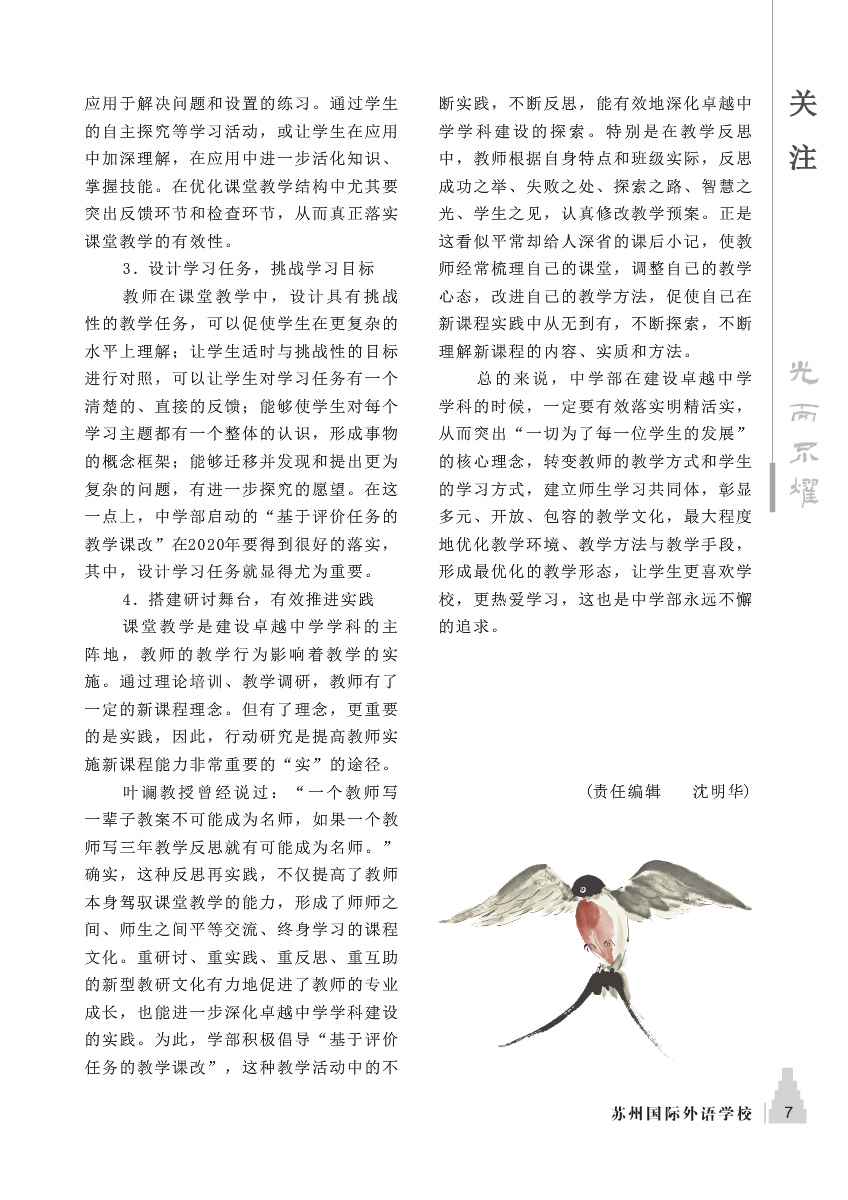 应用于解决问题和设置的练习。通过学生
的自主探究等学习活动，或让学生在应用
中加深理解，在应用中进一步活化知识、
掌握技能。在优化课堂教学结构中尤其要
突出反馈环节和检查环节，从而真正落实
课堂教学的有效性。
3．设计学习任务，挑战学习目标
教师在课堂教学中，设计具有挑战
性的教学任务，可以促使学生在更复杂的
水平上理解；让学生适时与挑战性的目标
进行对照，可以让学生对学习任务有一个
清楚的、直接的反馈；能够使学生对每个
学习主题都有一个整体的认识，形成事物
的概念框架；能够迁移并发现和提出更为
复杂的问题，有进一步探究的愿望。在这
一点上，中学部启动的“基于评价任务的
教学课改”在2020年要得到很好的落实，
其中，设计学习任务就显得尤为重要。
4．搭建研讨舞台，有效推进实践
课堂教学是建设卓越中学学科的主
阵地，教师的教学行为影响着教学的实
施。通过理论培训、教学调研，教师有了
一定的新课程理念。但有了理念，更重要
的是实践，因此，行动研究是提高教师实
施新课程能力非常重要的“实”的途径。
叶谰教授曾经说过：“一个教师写
一辈子教案不可能成为名师，如果一个教
师写三年教学反思就有可能成为名师。”
确实，这种反思再实践，不仅提高了教师
本身驾驭课堂教学的能力，形成了师师之
间、师生之间平等交流、终身学习的课程
文化。重研讨、重实践、重反思、重互助
的新型教研文化有力地促进了教师的专业
成长，也能进一步深化卓越中学学科建设
的实践。为此，学部积极倡导“基于评价
任务的教学课改”，这种教学活动中的不
断实践，不断反思，能有效地深化卓越中
学学科建设的探索。特别是在教学反思
中，教师根据自身特点和班级实际，反思
成功之举、失败之处、探索之路、智慧之
光、学生之见，认真修改教学预案。正是
这看似平常却给人深省的课后小记，使教
师经常梳理自己的课堂，调整自己的教学
心态，改进自己的教学方法，促使自己在
新课程实践中从无到有，不断探索，不断
理解新课程的内容、实质和方法。
总的来说，中学部在建设卓越中学
学科的时候，一定要有效落实明精活实，
从而突出“一切为了每一位学生的发展”
的核心理念，转变教师的教学方式和学生
的学习方式，建立师生学习共同体，彰显
多元、开放、包容的教学文化，最大程度
地优化教学环境、教学方法与教学手段，
形成最优化的教学形态，让学生更喜欢学
校，更热爱学习，这也是中学部永远不懈
的追求。
(责任编辑　沈明华)
关注
光而不耀
苏州国际外语学校
7